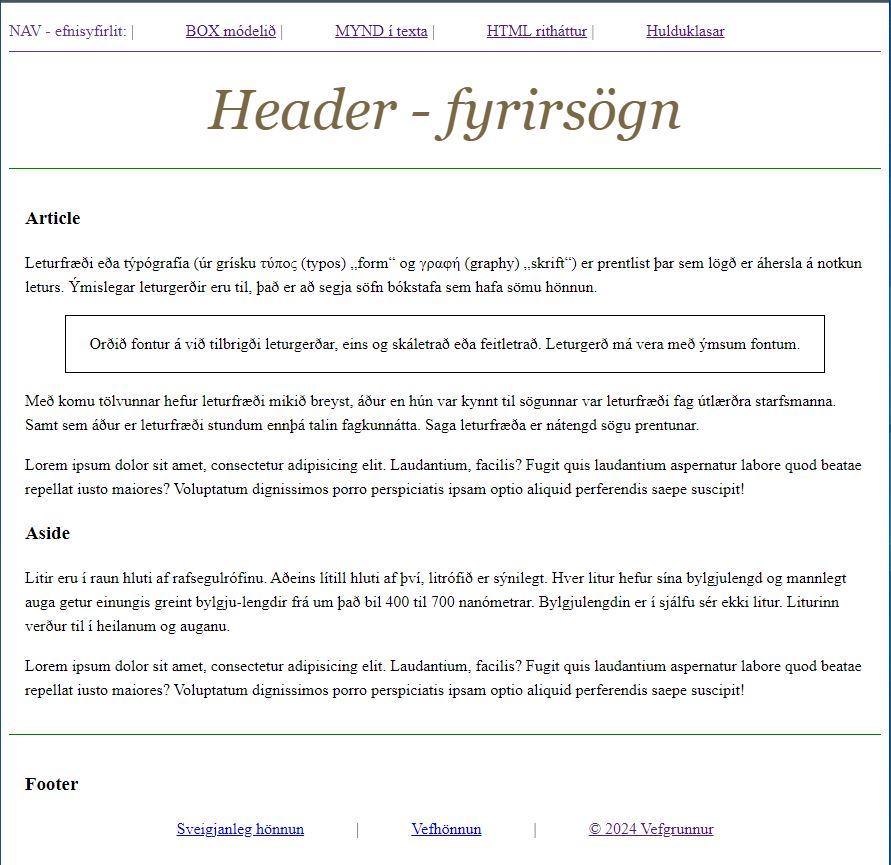 NAV - efnisyfirlit: | BOX módelið | MYND í texta | HTML ritháttur | Hulduklasar
Header - fyrirsögn
Article
Leturfræði eða týpógrafía (úr grísku τύπος (typos) „form“ og γραφή (graphy) „skrift“) er prentlist þar sem lögð er áhersla á notkun
leturs. Ýmislegar leturgerðir eru til, það er að segja söfn bókstafa sem hafa sömu hönnun.
Orðið fontur á við tilbrigði leturgerðar, eins og skáletrað eða feitletrað. Leturgerð má vera með ýmsum fontum.
Með komu tölvunnar hefur leturfræði mikið breyst, áður en hún var kynnt til sögunnar var leturfræði fag útlærðra starfsmanna.
Samt sem áður er leturfræði stundum ennþá talin fagkunnátta. Saga leturfræða er nátengd sögu prentunar.
Lorem ipsum dolor sit amet, consectetur adipisicing elit. Laudantium, facilis? Fugit quis laudantium aspernatur labore quod beatae
repellat iusto maiores? Voluptatum dignissimos porro perspiciatis ipsam optio aliquid perferendis saepe suscipit!
Aside
Litir eru í raun hluti af rafsegulrófinu. Aðeins lítill hluti af því, litrófið er sýnilegt. Hver litur hefur sína bylgjulengd og mannlegt
auga getur einungis greint bylgju-lengdir frá um það bil 400 til 700 nanómetrar. Bylgjulengdin er í sjálfu sér ekki litur. Liturinn
verður til í heilanum og auganu.
Lorem ipsum dolor sit amet, consectetur adipisicing elit. Laudantium, facilis? Fugit quis laudantium aspernatur labore quod beatae
repellat iusto maiores? Voluptatum dignissimos porro perspiciatis ipsam optio aliquid perferendis saepe suscipit!
Footer
Sveigjanleg hönnun | Vefhönnun | © 2024 Vefgrunnur